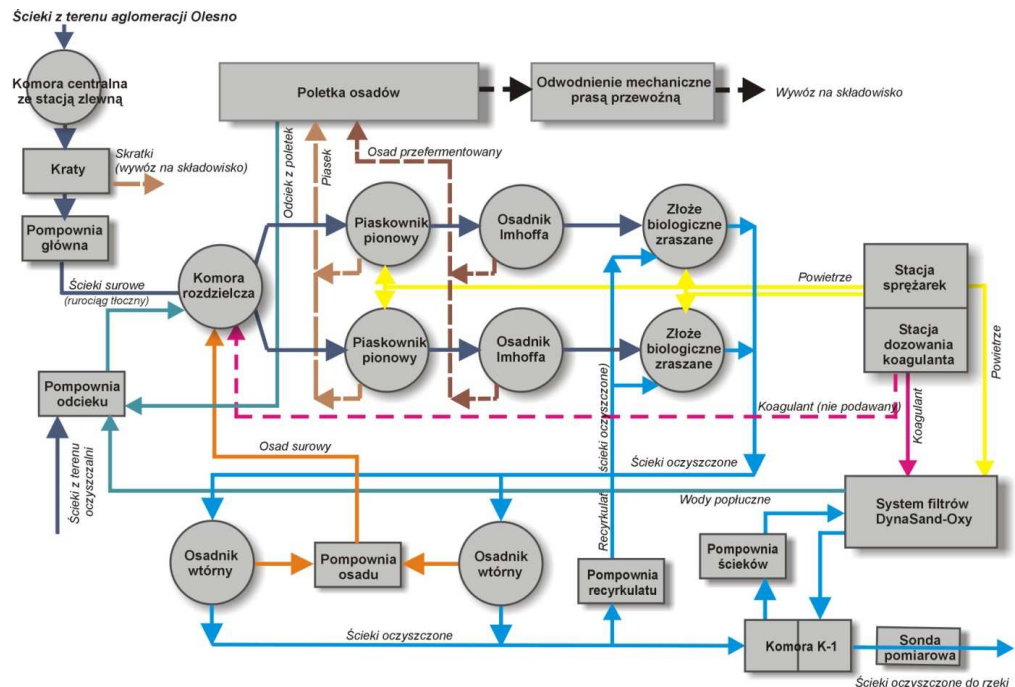 Ścieki z terenu aglomeracji Olesno
Komora centralna
ze stacją zlewną
Kraty
Skratki
(wywóz na składowisko)
Pompownia
główna
Ścieki surowe
(rurociąg tłoczny)
Komora
rozdzielcza
Poletka osadów
Odwodnienie mechaniczne
prasą przewoźną
Wywóz na składowisko
Odciek z poletek
Piasek
Osad przefermentowany
Piaskownik
pionowy
Osadnik
Imhoffa
Złoże
biologiczne
zraszane
Piaskownik
pionowy
Osadnik
Imhoffa
Złoże
biologiczne
zraszane
Powietrze
Stacja
sprężarek
Stacja
dozowania
koagulanta
Powietrze
Koagulant (nie podawany)
Koagulant
Pompownia
odcieku
Ścieki z terenu
oczyszczalni
Osad surowy
Recyrkulat (ścieki oczyszczone)
Ścieki oczyszczone
Wody popłuczne
System filtrów
DynaSand-Oxy
Osadnik
wtórny
Pompownia
osadu
Osadnik
wtórny
Pompownia
recyrkulatu
Pompownia
ścieków
Ścieki oczyszczone
Komora K-1
Sonda
pomiarowa
Ścieki oczyszczone do rzeki